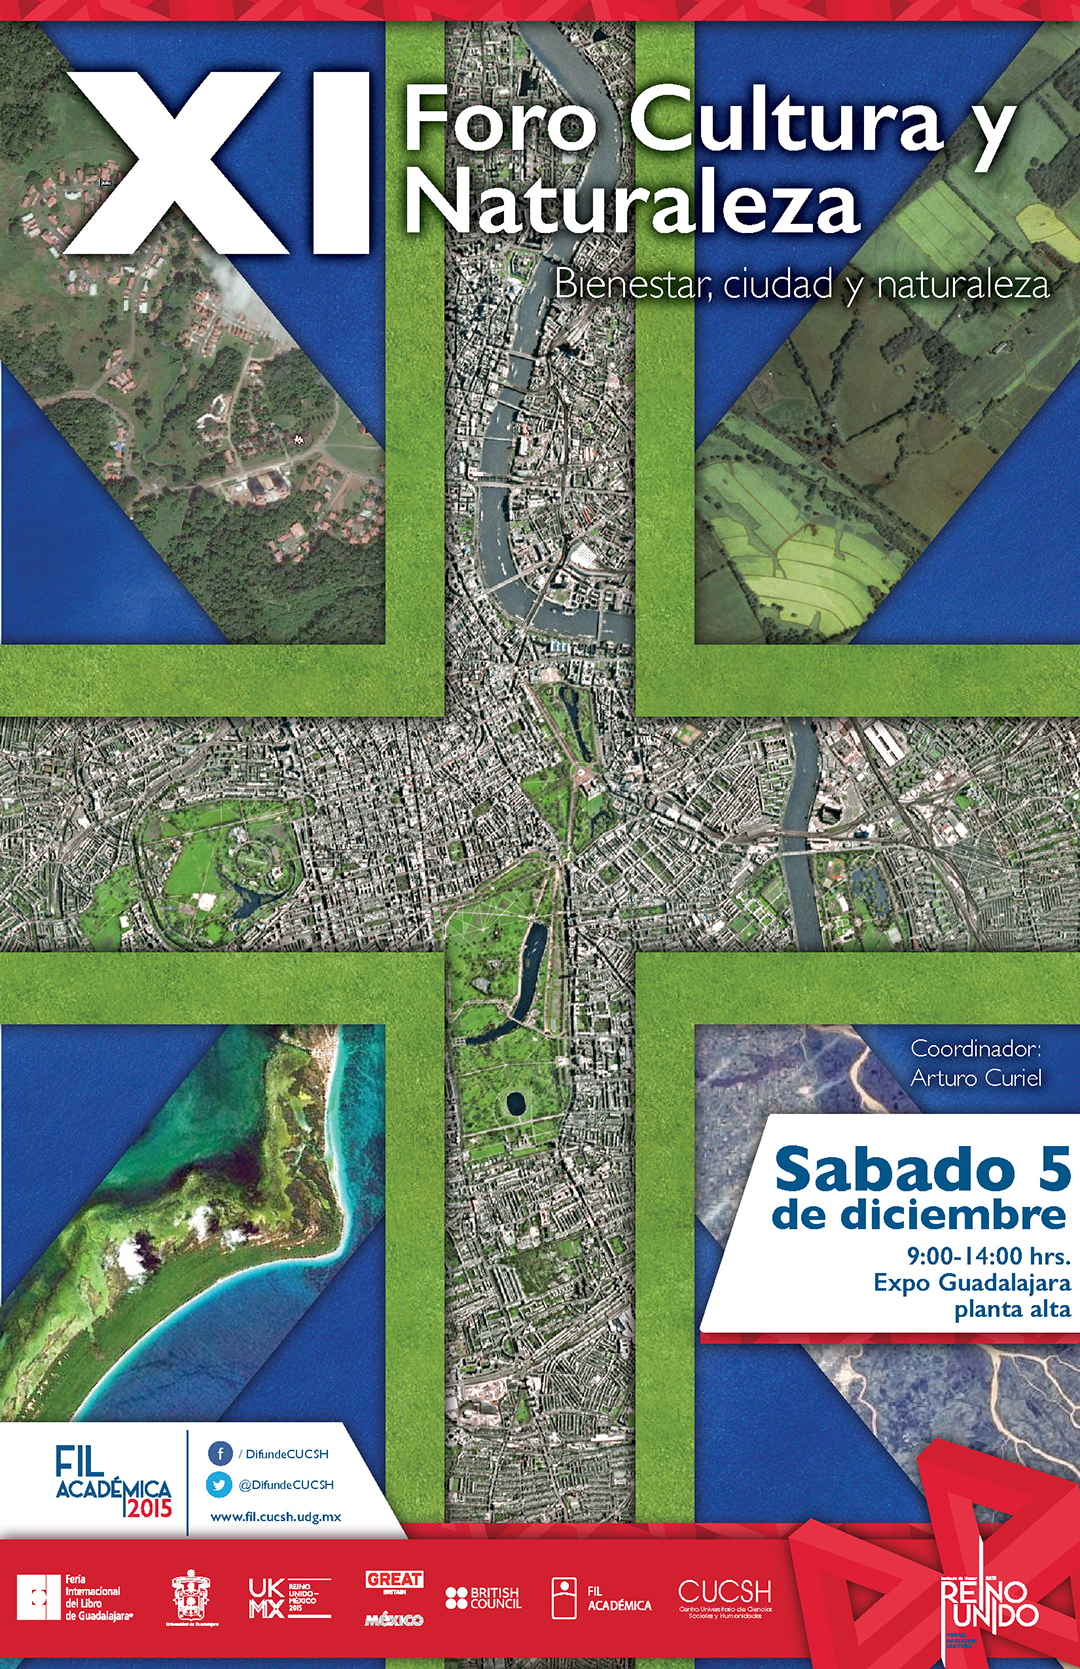 XI
Foro Cultura y
Naturaleza
Bienestar, ciudad y naturaleza
Coordinador:
Arturo Curiel
Sabado 5
de diciembre
9:00-14:00 hrs.
Expo Guadalajara
planta alta
FIL
ACADÉMICA
2015
/ DifundeCUCSH
@DifundeCUCSH
www.fil.cucsh.udg.mx
Feria
Internacional
del Libro
de Guadalajara
Universidad de Guadalajara
UK
MX
REINO
UNIDO–
MÉXICO
2015
GREAT
BRITAIN
MÉXICO
BRITISH
COUNCIL
FIL
ACADÉMICA
CUCSH
Centro Universitario de Ciencias
Sociales y Humanidades
REINO
UNIDO